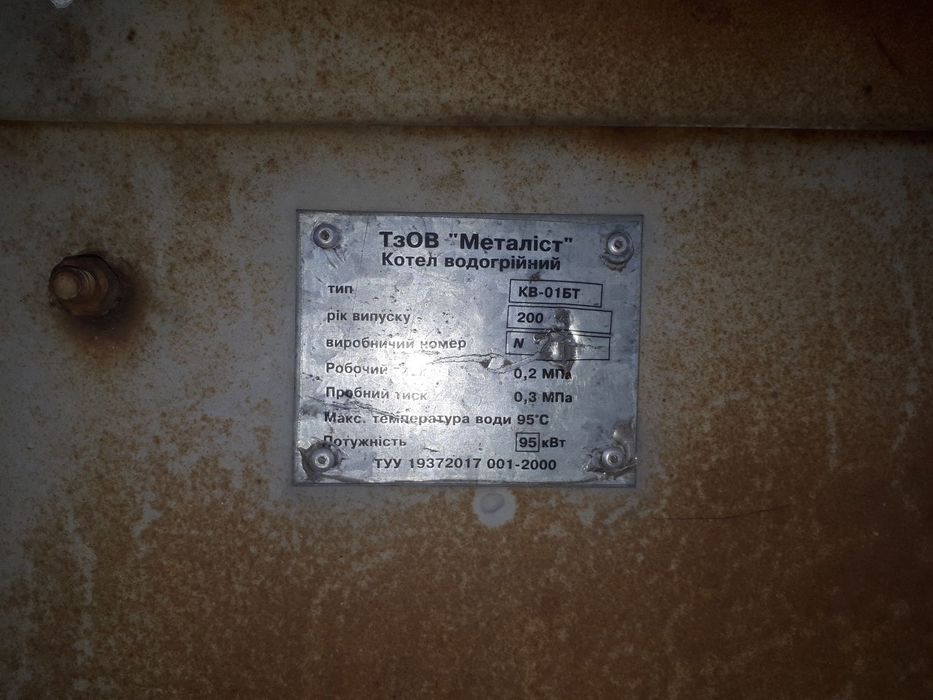 ТзОВ "Металіст"
Котел водогрійний
тип КВ-01БТ
рік випуску 200
виробничий номер N
Робочий 0,2 МПа
Пробний тиск 0,3 МПа
Макс. температура води 95°С
Потужність 95 кВт
ТУУ 19372017 001-2000